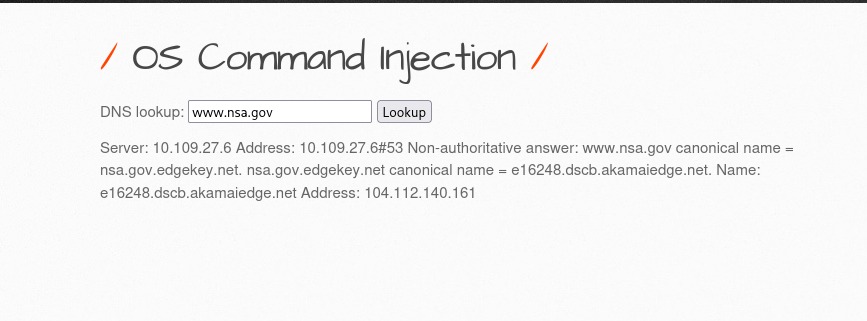 / OS Command Injection /
DNS lookup: www.nsa.gov Lookup
Server: 10.109.27.6 Address: 10.109.27.6#53 Non-authoritative answer: www.nsa.gov canonical name =
nsa.gov.edgekey.net. nsa.gov.edgekey.net canonical name = e16248.dscb.akamaiedge.net. Name:
e16248.dscb.akamaiedge.net Address: 104.112.140.161